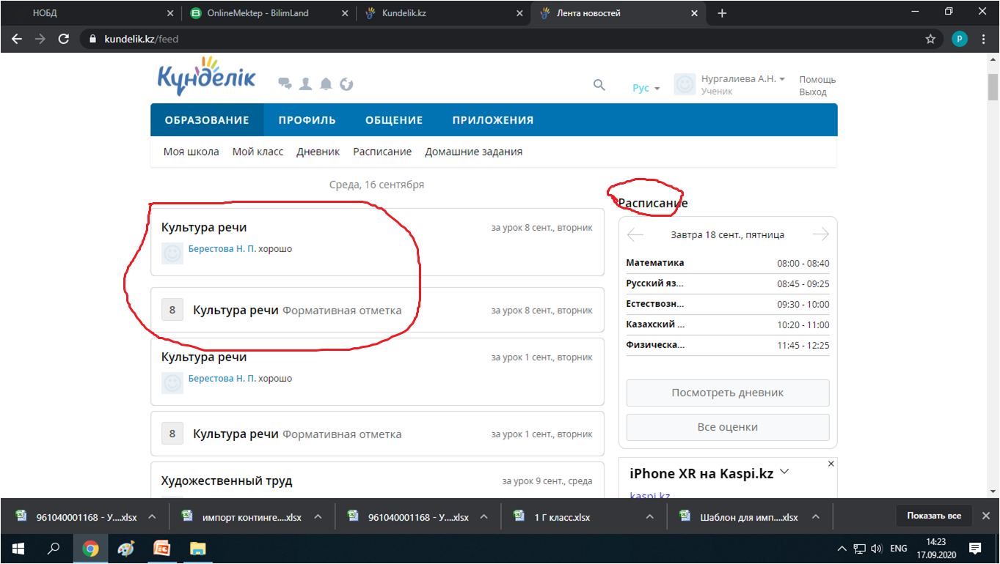 НОБД
OnlineMektep - BilimLand
Kundelik.kz
Лента новостей
kundelik.kz/feed
Күнделік
Рус
Нургалиева А.Н.
Ученик
Помощь
Выход
ОБРАЗОВАНИЕ ПРОФИЛЬ ОБЩЕНИЕ ПРИЛОЖЕНИЯ
Моя школа Мой класс Дневник Расписание Домашние задания
Среда, 16 сентября
Культура речи за урок 8 сент., вторник
Берестова Н. П. хорошо
8 Культура речи Формативная отметка за урок 8 сент., вторник
Культура речи за урок 1 сент., вторник
Берестова Н. П. хорошо
8 Культура речи Формативная отметка за урок 1 сент., вторник
Художественный труд за урок 9 сент., среда
Расписание
Завтра 18 сент., пятница
Математика 08:00 - 08:40
Русский яз... 08:45 - 09:25
Естествозн... 09:30 - 10:00
Казахский ... 10:20 - 11:00
Физическа... 11:45 - 12:25
Посмотреть дневник
Все оценки
iPhone XR на Kaspi.kz
kaspi.kz
961040001168 - У....xlsx
импорт континге....xlsx
961040001168 - У....xlsx
1 Г класс.xlsx
Шаблон для имп....xlsx
Показать все
ENG
14:23
17.09.2020